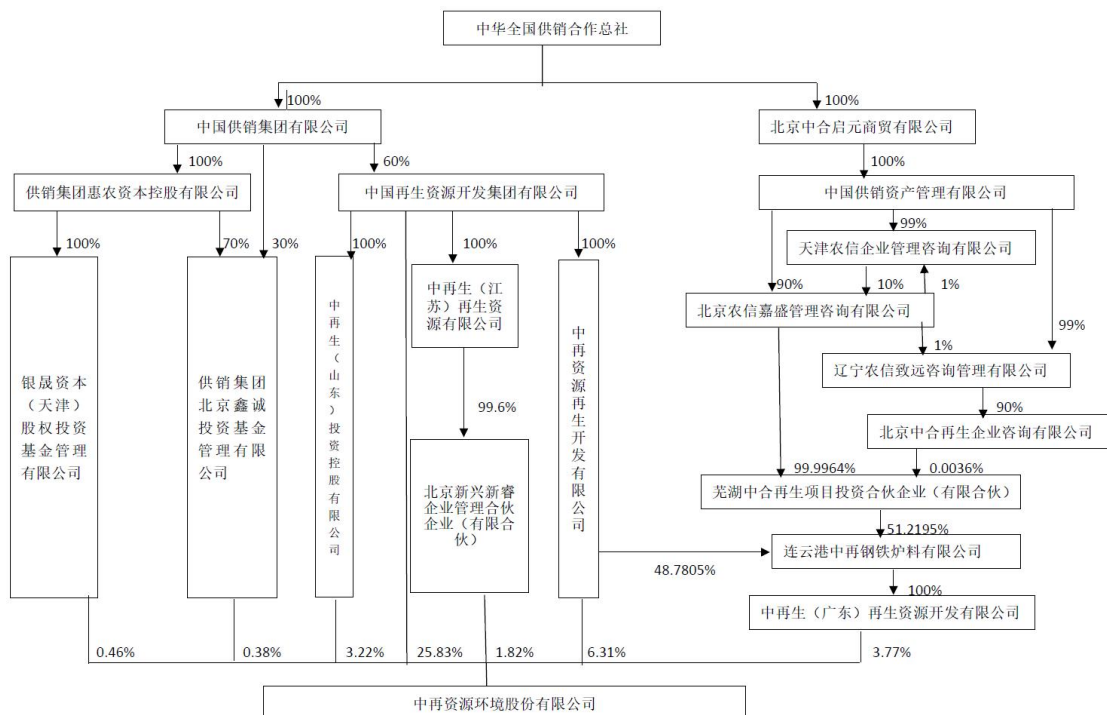 中华全国供销合作总社
100%
100%
中国供销集团有限公司
北京中合启元商贸有限公司
100%
60%
100%
供销集团惠农资本控股有限公司
中国再生资源开发集团有限公司
中国供销资产管理有限公司
100%
70%
30%
100%
100%
100%
99%
天津农信企业管理咨询有限公司
90%
10%
1%
北京农信嘉盛管理咨询有限公司
99%
1%
辽宁农信致远咨询管理有限公司
90%
北京中合再生企业咨询有限公司
银晟资本
（天津）
股权投资
基金管理
有限公司
供销集团
北京鑫诚
投资基金
管理有限
公司
中再生（山东）投资控股有限公司
中再生（江
苏）再生资
源有限公司
99.6%
北京新兴新睿
企业管理合伙
企业（有限合
伙）
中再资源再生开发有限公司
99.9964%
0.0036%
芜湖中合再生项目投资合伙企业（有限合伙）
51.2195%
连云港中再钢铁炉料有限公司
48.7805%
100%
中再生（广东）再生资源开发有限公司
0.46%
0.38%
3.22%
25.83%
1.82%
6.31%
3.77%
中再资源环境股份有限公司